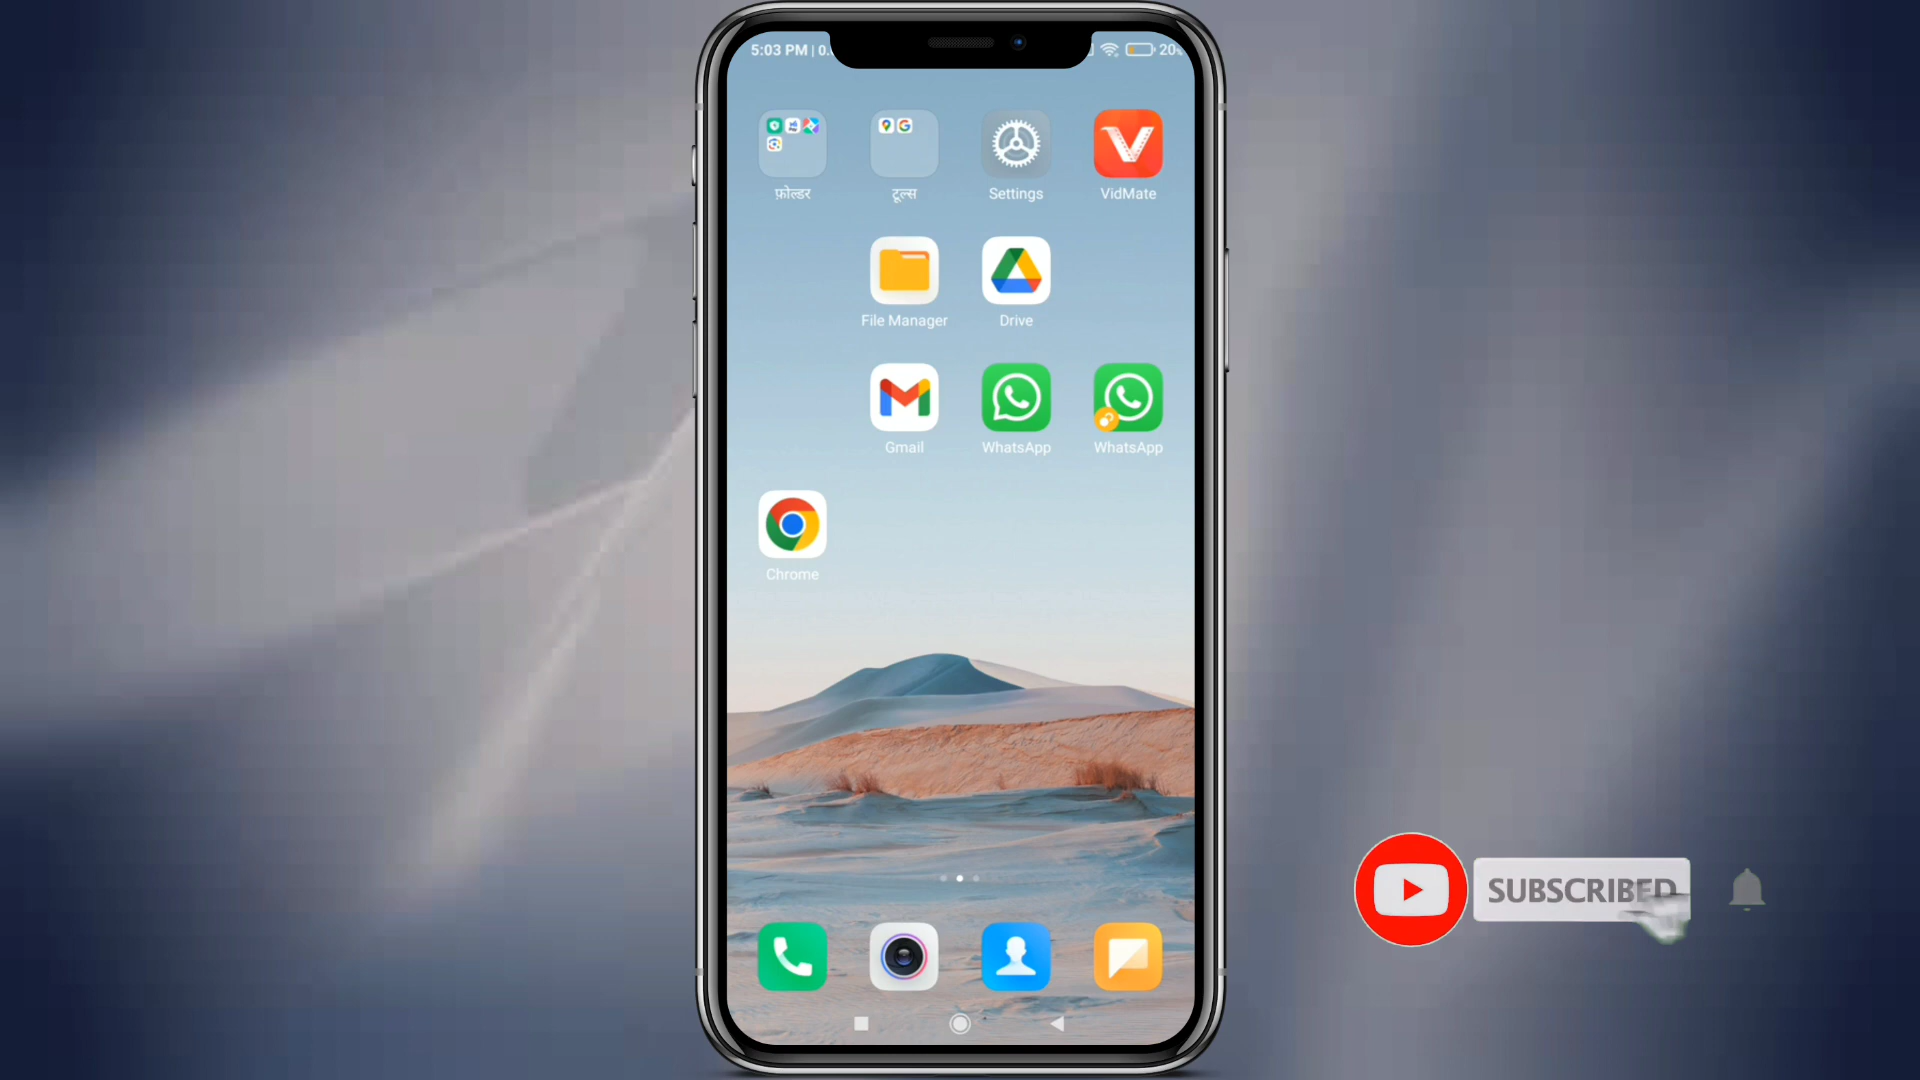 5:03 PM | 0.
20%
फ़ोल्डर
टूल्स
Settings
VidMate
File Manager
Drive
Gmail
WhatsApp
WhatsApp
Chrome
SUBSCRIBED